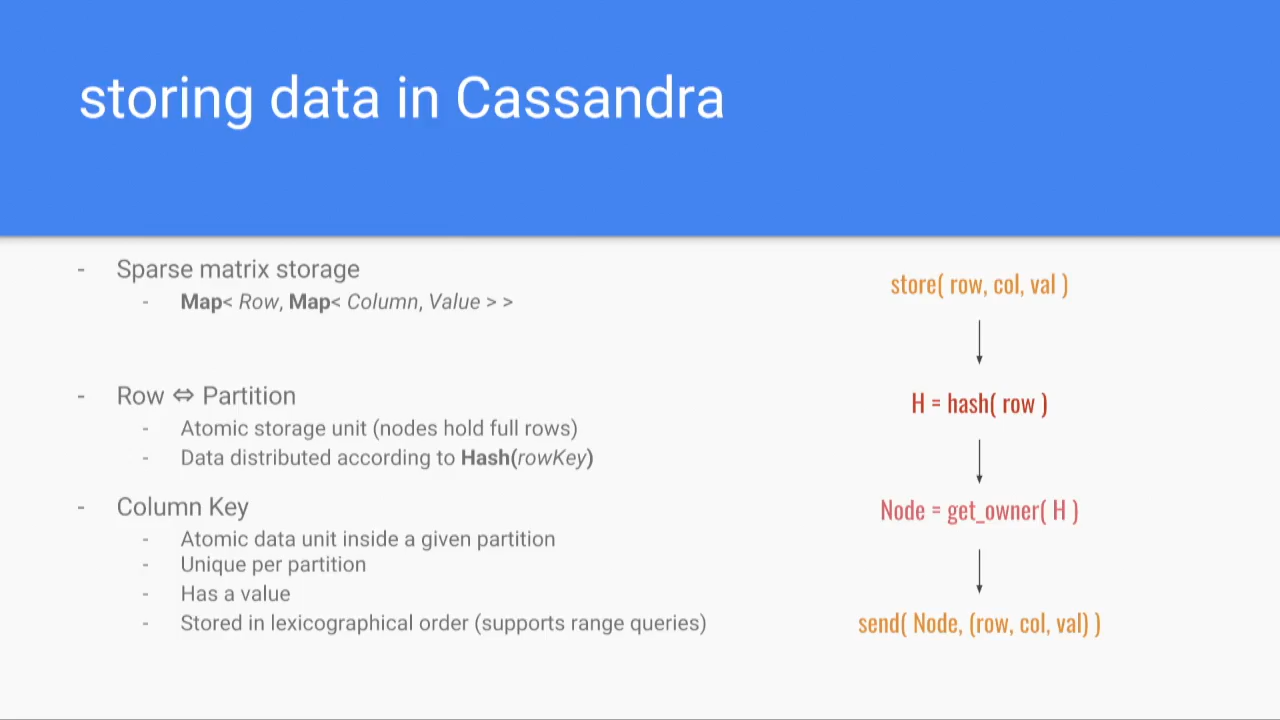 storing data in Cassandra
- Sparse matrix storage
- Map< Row, Map< Column, Value > >
- Row ⇔ Partition
- Atomic storage unit (nodes hold full rows)
- Data distributed according to Hash(rowKey)
- Column Key
- Atomic data unit inside a given partition
- Unique per partition
- Has a value
- Stored in lexicographical order (supports range queries)
store( row, col, val )
H = hash( row )
Node = get_owner( H )
send( Node, (row, col, val) )